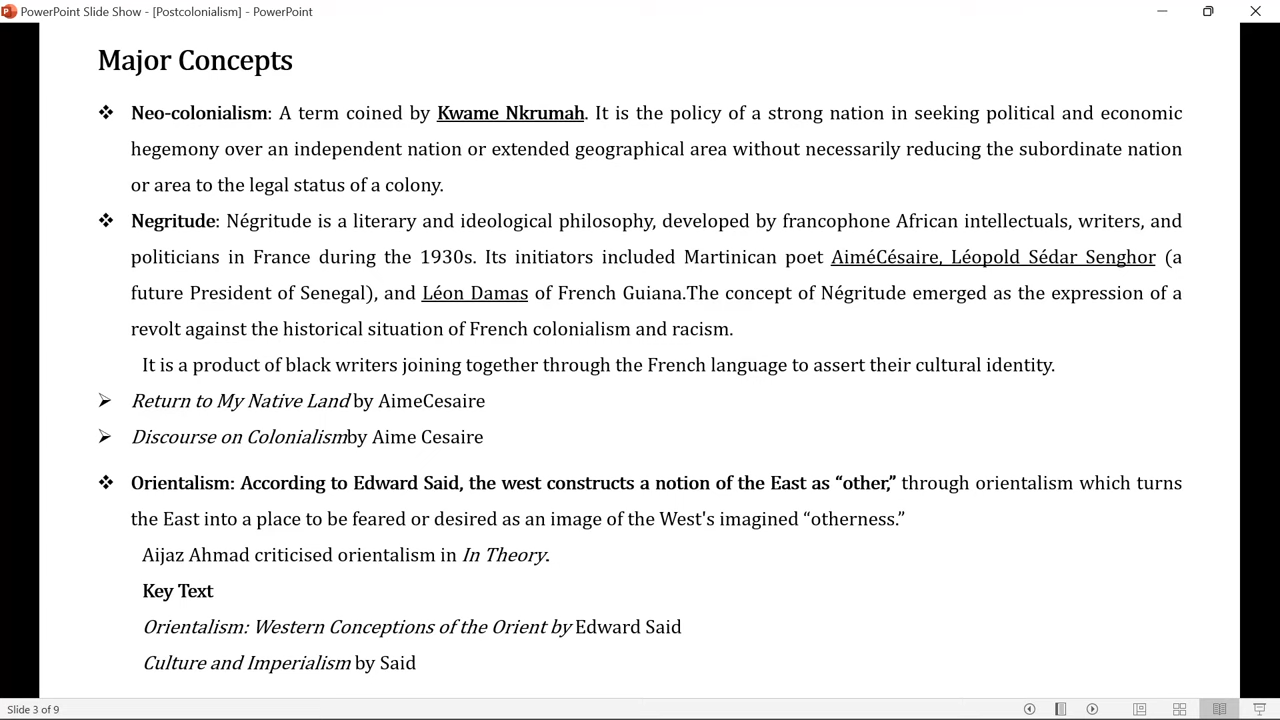 PowerPoint Slide Show - [Postcolonialism] - PowerPoint
Major Concepts
❖ Neo-colonialism: A term coined by Kwame Nkrumah. It is the policy of a strong nation in seeking political and economic
hegemony over an independent nation or extended geographical area without necessarily reducing the subordinate nation
or area to the legal status of a colony.
❖ Negritude: Négritude is a literary and ideological philosophy, developed by francophone African intellectuals, writers, and
politicians in France during the 1930s. Its initiators included Martinican poet AiméCésaire, Léopold Sédar Senghor (a
future President of Senegal), and Léon Damas of French Guiana.The concept of Négritude emerged as the expression of a
revolt against the historical situation of French colonialism and racism.
It is a product of black writers joining together through the French language to assert their cultural identity.
➢ Return to My Native Land by AimeCesaire
➢ Discourse on Colonialismby Aime Cesaire
❖ Orientalism: According to Edward Said, the west constructs a notion of the East as “other,” through orientalism which turns
the East into a place to be feared or desired as an image of the West's imagined “otherness.”
Aijaz Ahmad criticised orientalism in In Theory.
Key Text
Orientalism: Western Conceptions of the Orient by Edward Said
Culture and Imperialism by Said
Slide 3 of 9